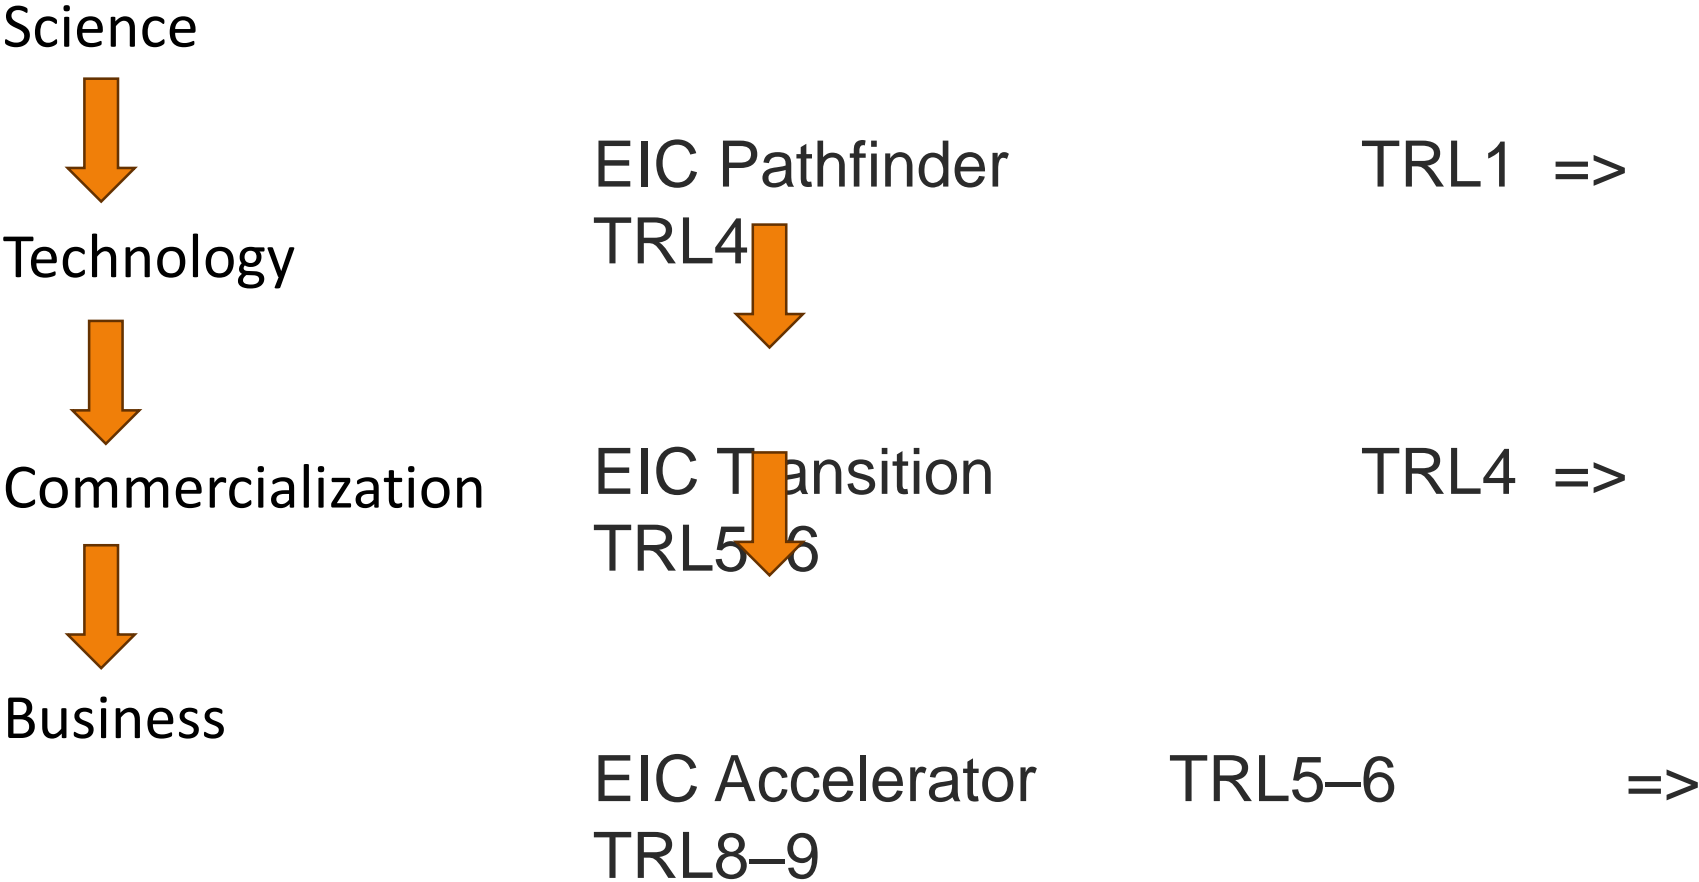 Science
EIC Pathfinder TRL1 =>
TRL4
Technology
EIC Transition TRL4 =>
TRL5–6
Commercialization
Business
EIC Accelerator TRL5–6 =>
TRL8–9